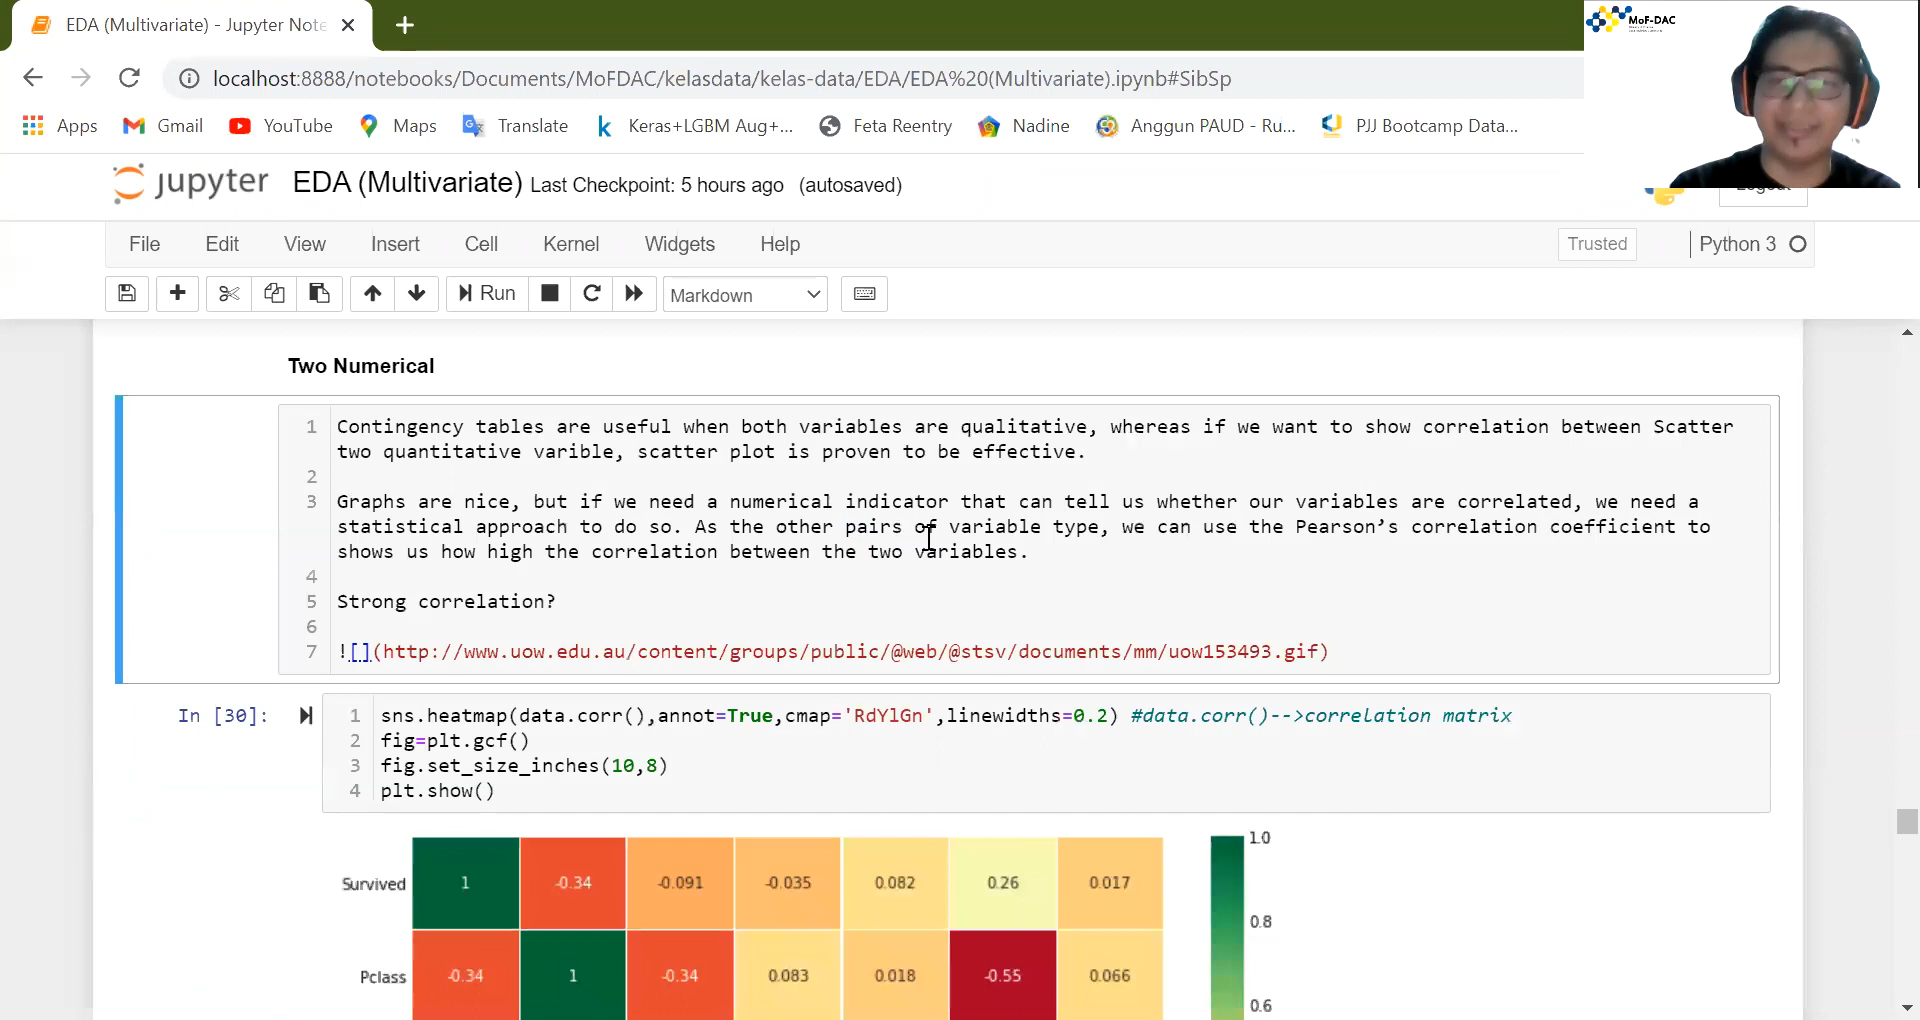 EDA (Multivariate) - Jupyter Note
MoF-DAC
localhost:8888/notebooks/Documents/MoFDAC/kelasdata/kelas-data/EDA/EDA%20(Multivariate).ipynb#SibSp
Apps Gmail YouTube Maps Translate Keras+LGBM Aug+... Feta Reentry Nadine Anggun PAUD - Ru... PJJ Bootcamp Data...
jupyter EDA (Multivariate) Last Checkpoint: 5 hours ago (autosaved)
Logout
File Edit View Insert Cell Kernel Widgets Help Trusted Python 3
Run Markdown
Two Numerical
1 Contingency tables are useful when both variables are qualitative, whereas if we want to show correlation between Scatter
two quantitative varible, scatter plot is proven to be effective.
2
3 Graphs are nice, but if we need a numerical indicator that can tell us whether our variables are correlated, we need a
statistical approach to do so. As the other pairs of variable type, we can use the Pearson’s correlation coefficient to
shows us how high the correlation between the two variables.
4
5 Strong correlation?
6
7 ![](http://www.uow.edu.au/content/groups/public/@web/@stsv/documents/mm/uow153493.gif)
In [30]: 1 sns.heatmap(data.corr(),annot=True,cmap='RdYlGn',linewidths=0.2) #data.corr()-->correlation matrix
2 fig=plt.gcf()
3 fig.set_size_inches(10,8)
4 plt.show()
1.0
Survived 1 -0.34 -0.091 -0.035 0.082 0.26 0.017
0.8
Pclass -0.34 1 -0.34 0.083 0.018 -0.55 0.066
0.6